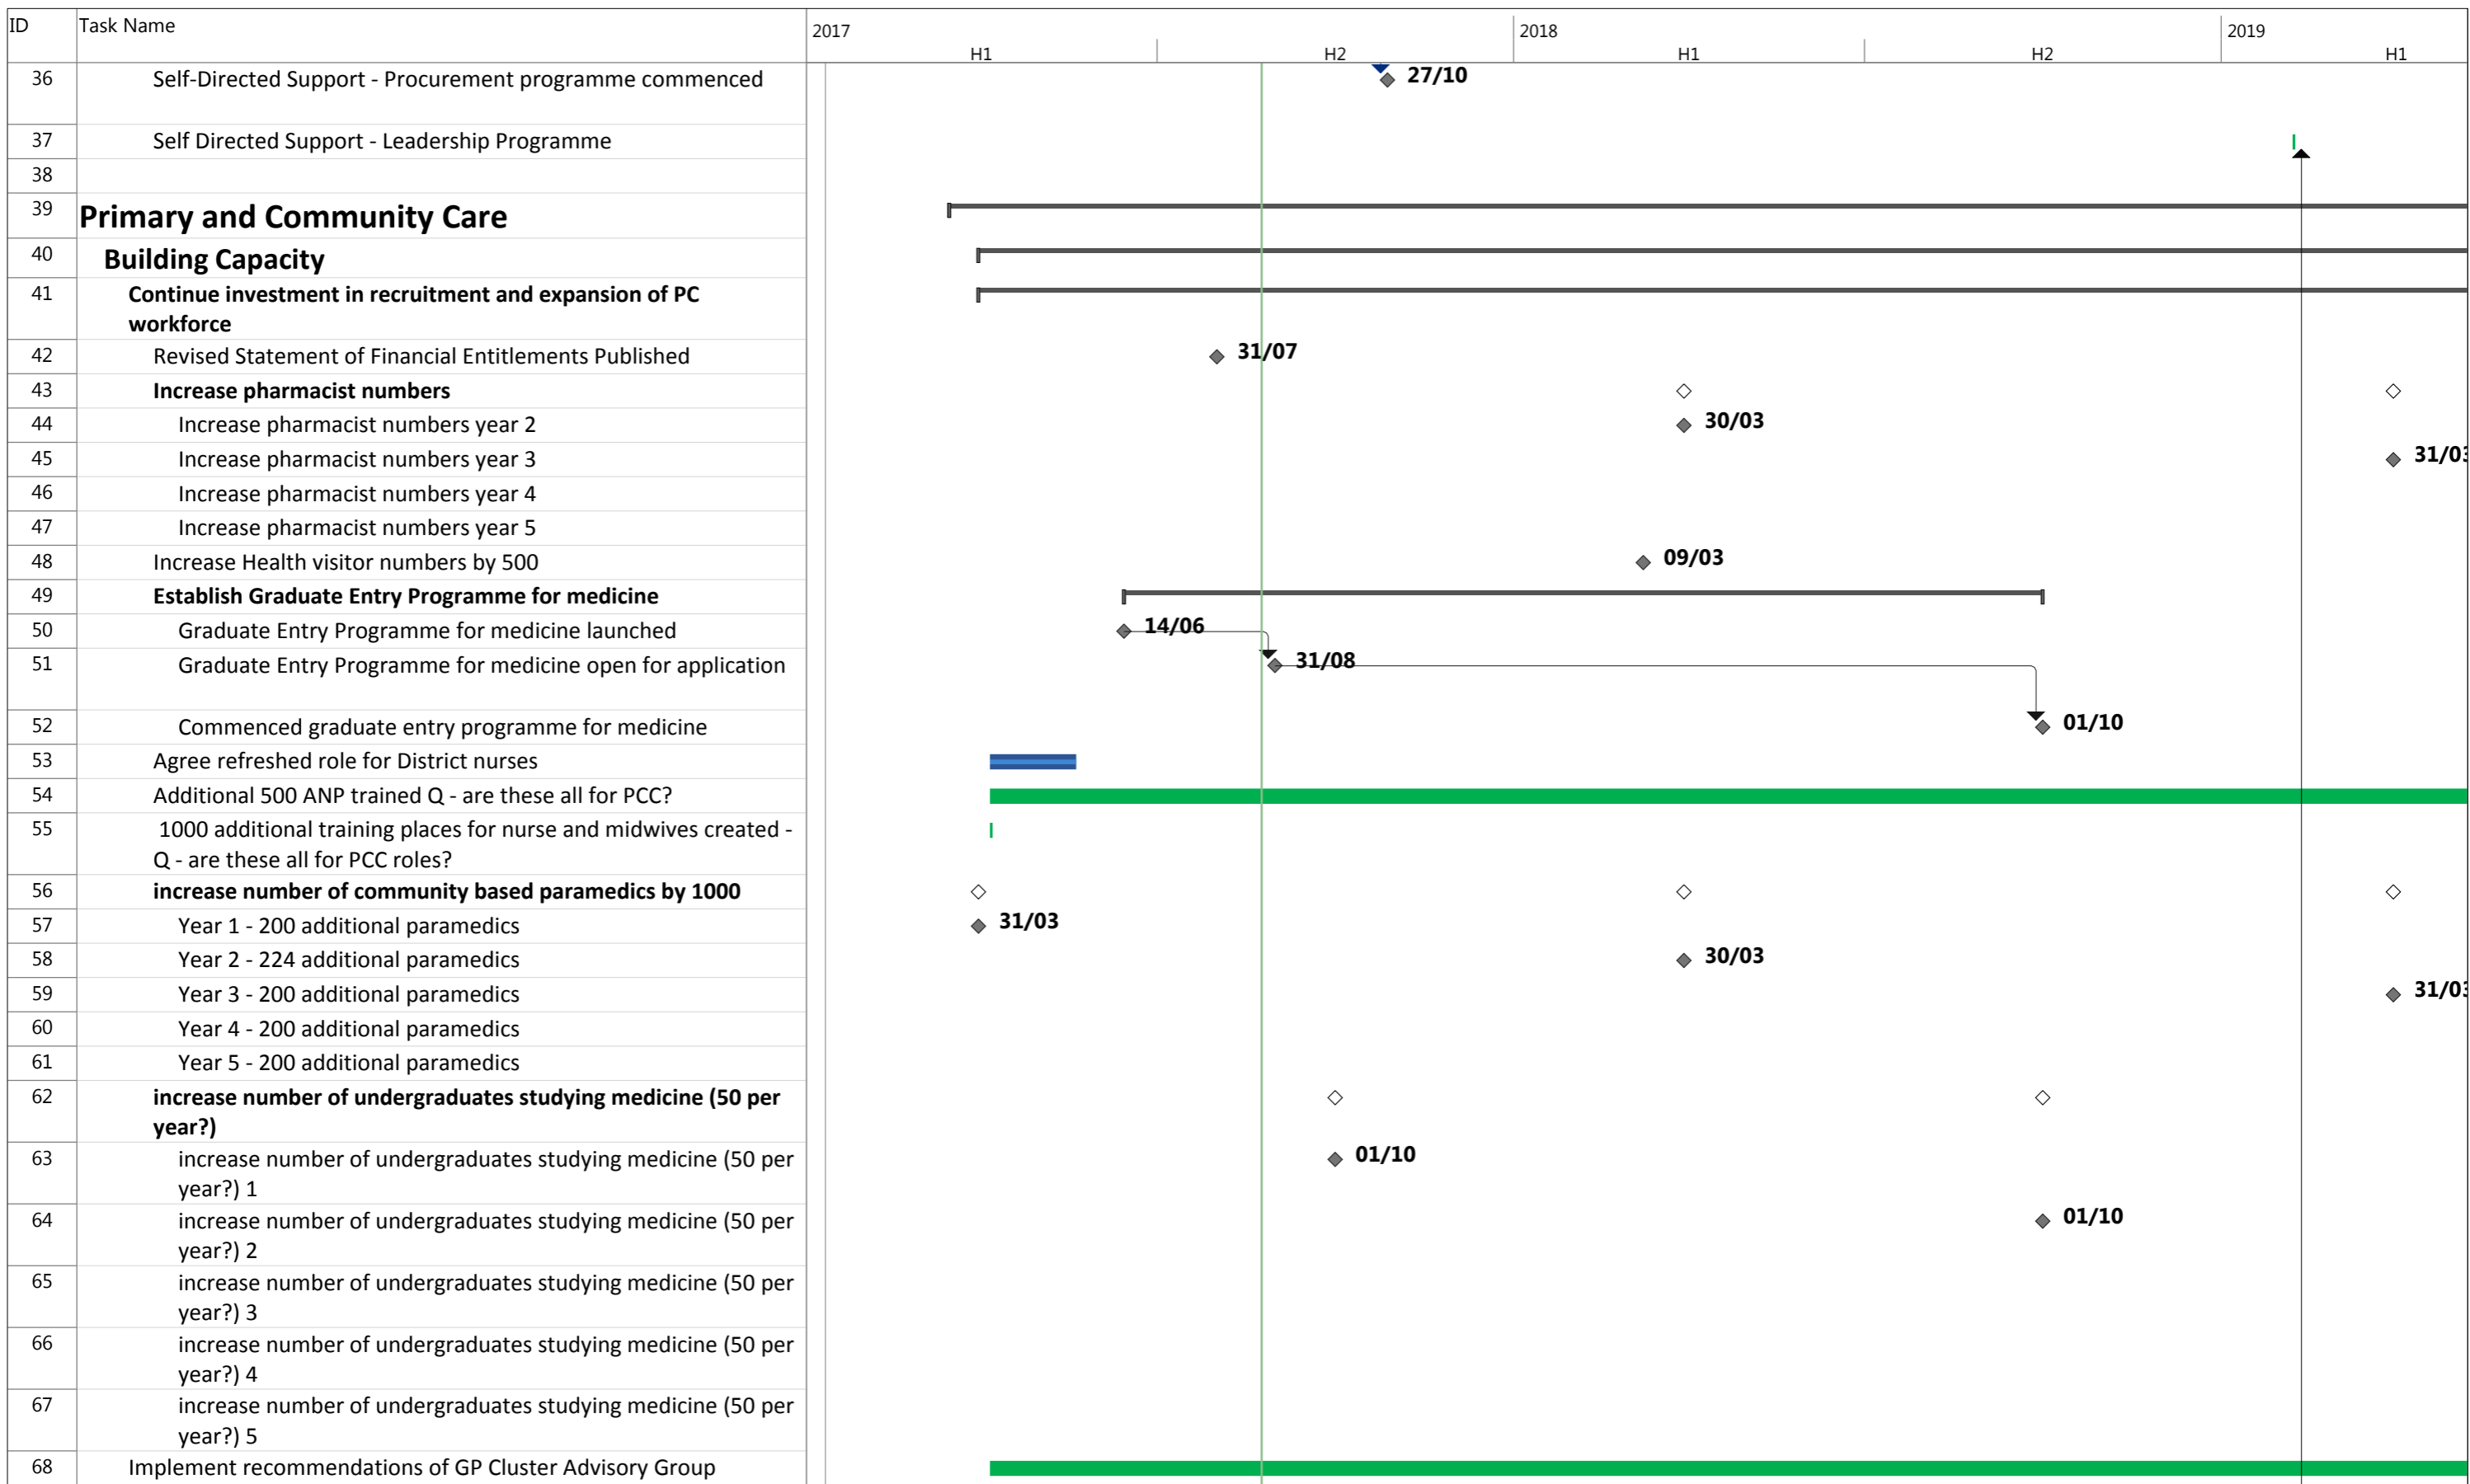 ID Task Name 2017 2018 2019
H1 H2 H1 H2 H1
36 Self-Directed Support - Procurement programme commenced 27/10
37 Self Directed Support - Leadership Programme
38
39 Primary and Community Care
40 Building Capacity
41 Continue investment in recruitment and expansion of PC
workforce
42 Revised Statement of Financial Entitlements Published 31/07
43 Increase pharmacist numbers
44 Increase pharmacist numbers year 2 30/03
45 Increase pharmacist numbers year 3 31/03
46 Increase pharmacist numbers year 4
47 Increase pharmacist numbers year 5
48 Increase Health visitor numbers by 500 09/03
49 Establish Graduate Entry Programme for medicine
50 Graduate Entry Programme for medicine launched 14/06
51 Graduate Entry Programme for medicine open for application 31/08
52 Commenced graduate entry programme for medicine 01/10
53 Agree refreshed role for District nurses
54 Additional 500 ANP trained Q - are these all for PCC?
55 1000 additional training places for nurse and midwives created -
Q - are these all for PCC roles?
56 increase number of community based paramedics by 1000
57 Year 1 - 200 additional paramedics 31/03
58 Year 2 - 224 additional paramedics 30/03
59 Year 3 - 200 additional paramedics 31/03
60 Year 4 - 200 additional paramedics
61 Year 5 - 200 additional paramedics
62 increase number of undergraduates studying medicine (50 per
year?)
63 increase number of undergraduates studying medicine (50 per
year?) 1 01/10
64 increase number of undergraduates studying medicine (50 per
year?) 2 01/10
65 increase number of undergraduates studying medicine (50 per
year?) 3
66 increase number of undergraduates studying medicine (50 per
year?) 4
67 increase number of undergraduates studying medicine (50 per
year?) 5
68 Implement recommendations of GP Cluster Advisory Group